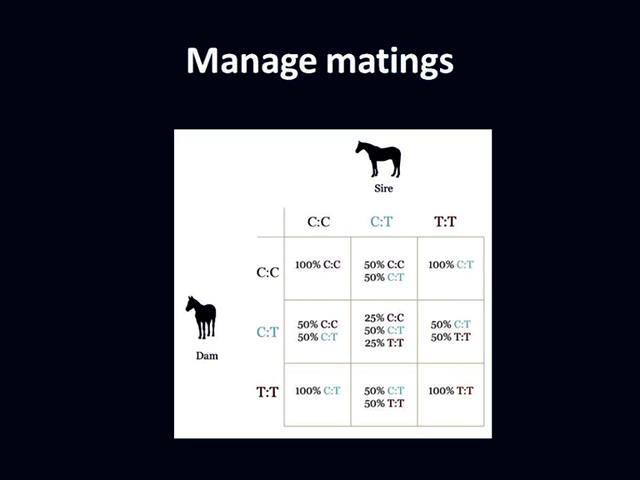 Manage matings
Sire
C:C C:T T:T
C:C 100% C:C 50% C:C 100% C:T
50% C:T
C:T 50% C:C 25% C:C 50% C:T
50% C:T 50% C:T 50% T:T
25% T:T
Dam
T:T 100% C:T 50% C:T 100% T:T
50% T:T